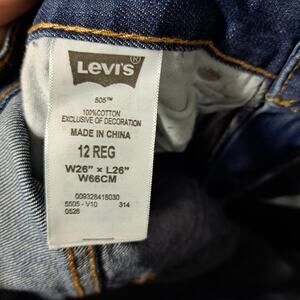 LEVI'S®
505™
100%COTTON
EXCLUSIVE OF DECORATION
MADE IN CHINA
12 REG
W26" × L26"
W66CM
009328418030
5505 - V10 314
0526